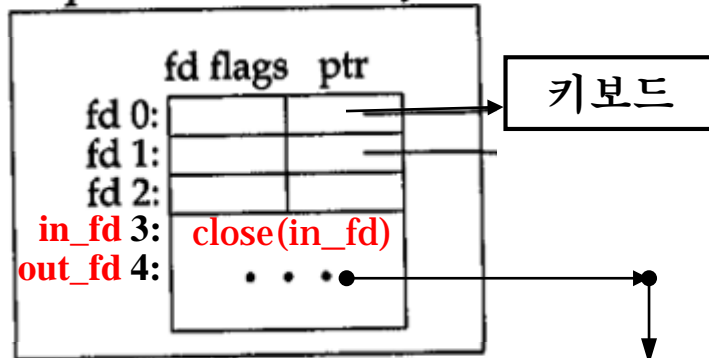 fd flags ptr
키보드
fd 0:
fd 1:
fd 2:
in_fd 3: close(in_fd)
out_fd 4: • • •